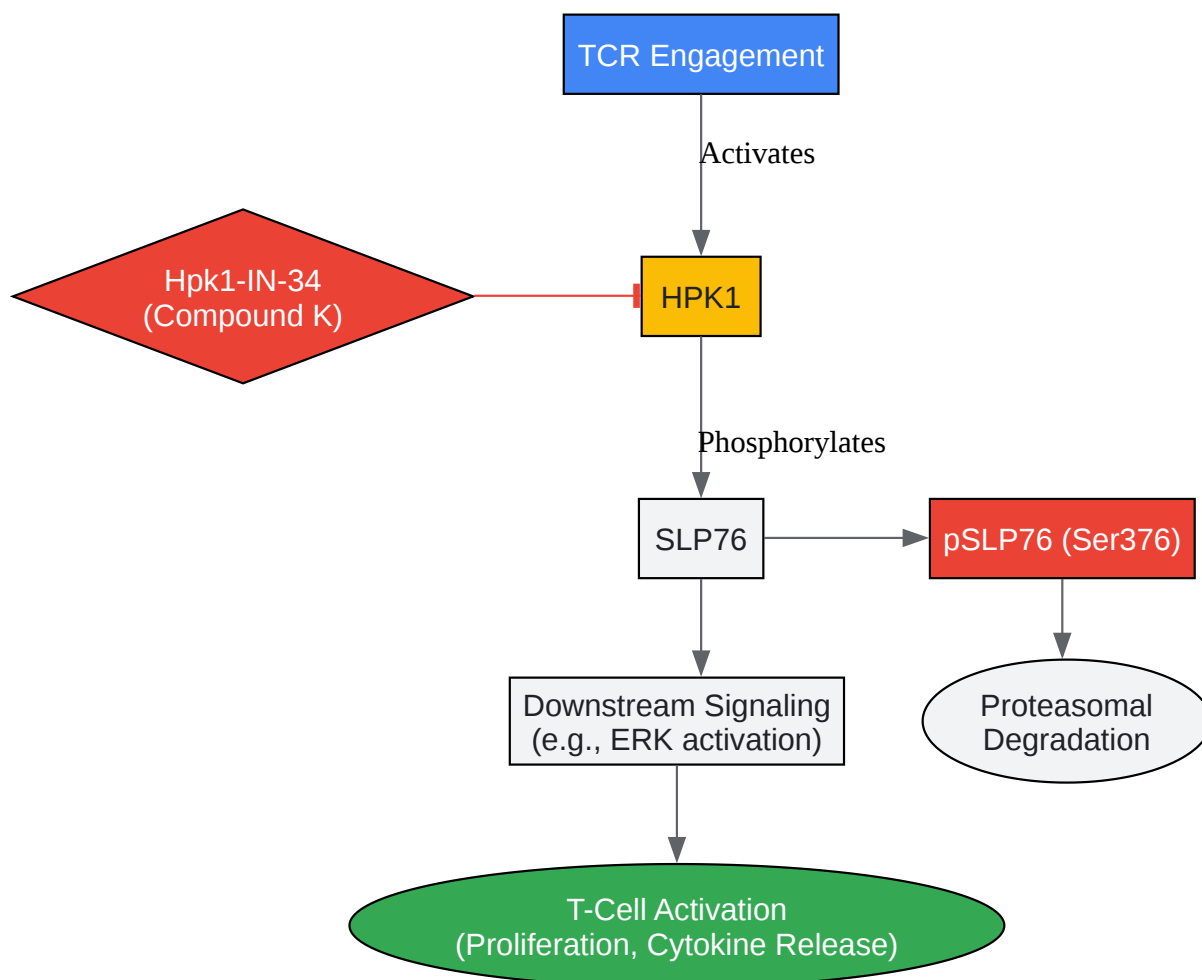 TCR Engagement
Activates
Hpk1-IN-34
(Compound K)
HPK1
Phosphorylates
SLP76
pSLP76 (Ser376)
Downstream Signaling
(e.g., ERK activation)
Proteasomal
Degradation
T-Cell Activation
(Proliferation, Cytokine Release)